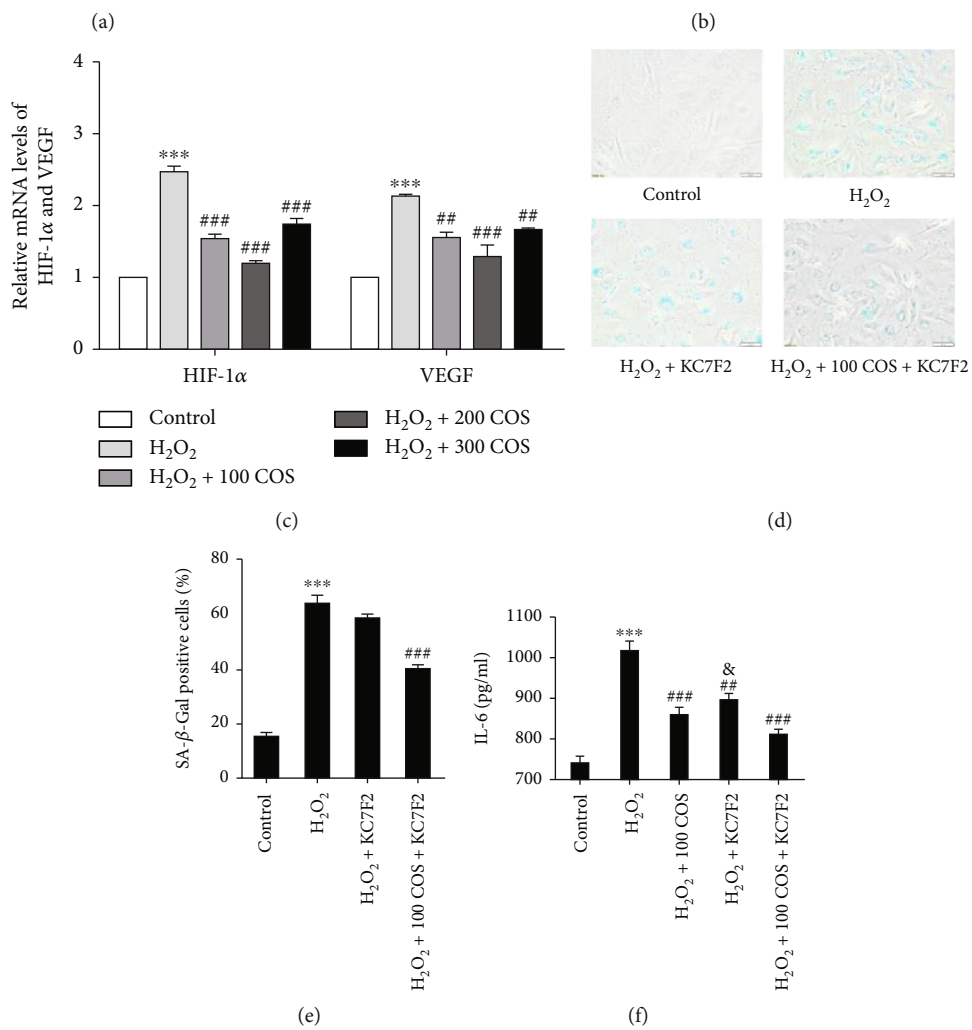 (a)
(b)
Relative mRNA levels of
HIF-1α and VEGF
4
3
2
1
0
***
###
###
###
***
##
###
##
HIF-1α
VEGF
Control
H₂O₂
H₂O₂ + 100 COS
H₂O₂ + 200 COS
H₂O₂ + 300 COS
Control
H₂O₂
H₂O₂ + KC7F2
H₂O₂ + 100 COS + KC7F2
(c)
(d)
SA-β-Gal positive cells (%)
80
60
40
20
0
***
###
Control
H₂O₂
H₂O₂ + KC7F2
H₂O₂ + 100 COS + KC7F2
IL-6 (pg/ml)
1100
1000
900
800
700
***
###
&
##
###
Control
H₂O₂
H₂O₂ + 100 COS
H₂O₂ + KC7F2
H₂O₂ + 100 COS + KC7F2
(e)
(f)